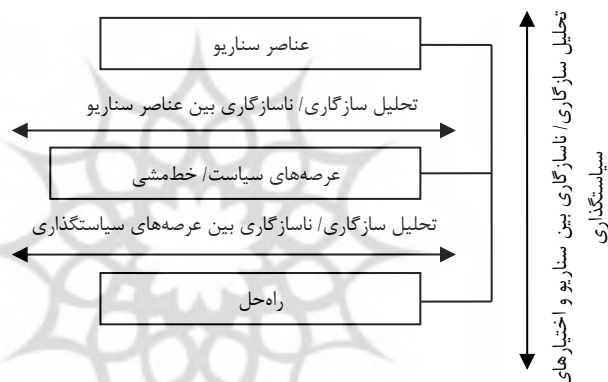 عناصر سناریو
تحلیل سازگاری/ ناسازگاری بین عناصر سناریو
عرصه‌های سیاست/ خط‌مشی
تحلیل سازگاری/ ناسازگاری بین عرصه‌های سیاستگذاری
راه‌حل
تحلیل سازگاری/ ناسازگاری بین سناریو و اختیارهای
سیاستگذاری